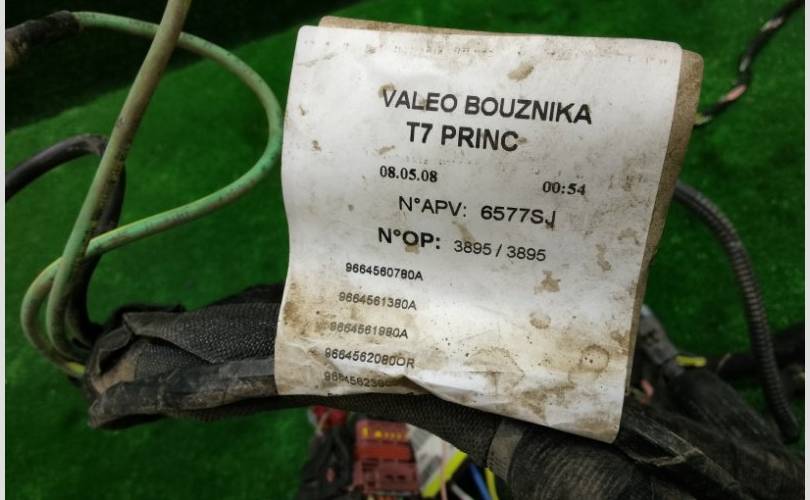 VALEO BOUZNIKA
T7 PRINC
08.05.08 00:54
N°APV: 6577SJ
N°OP: 3895 / 3895
9664560780A
9664561380A
9664561980A
9664562080OR